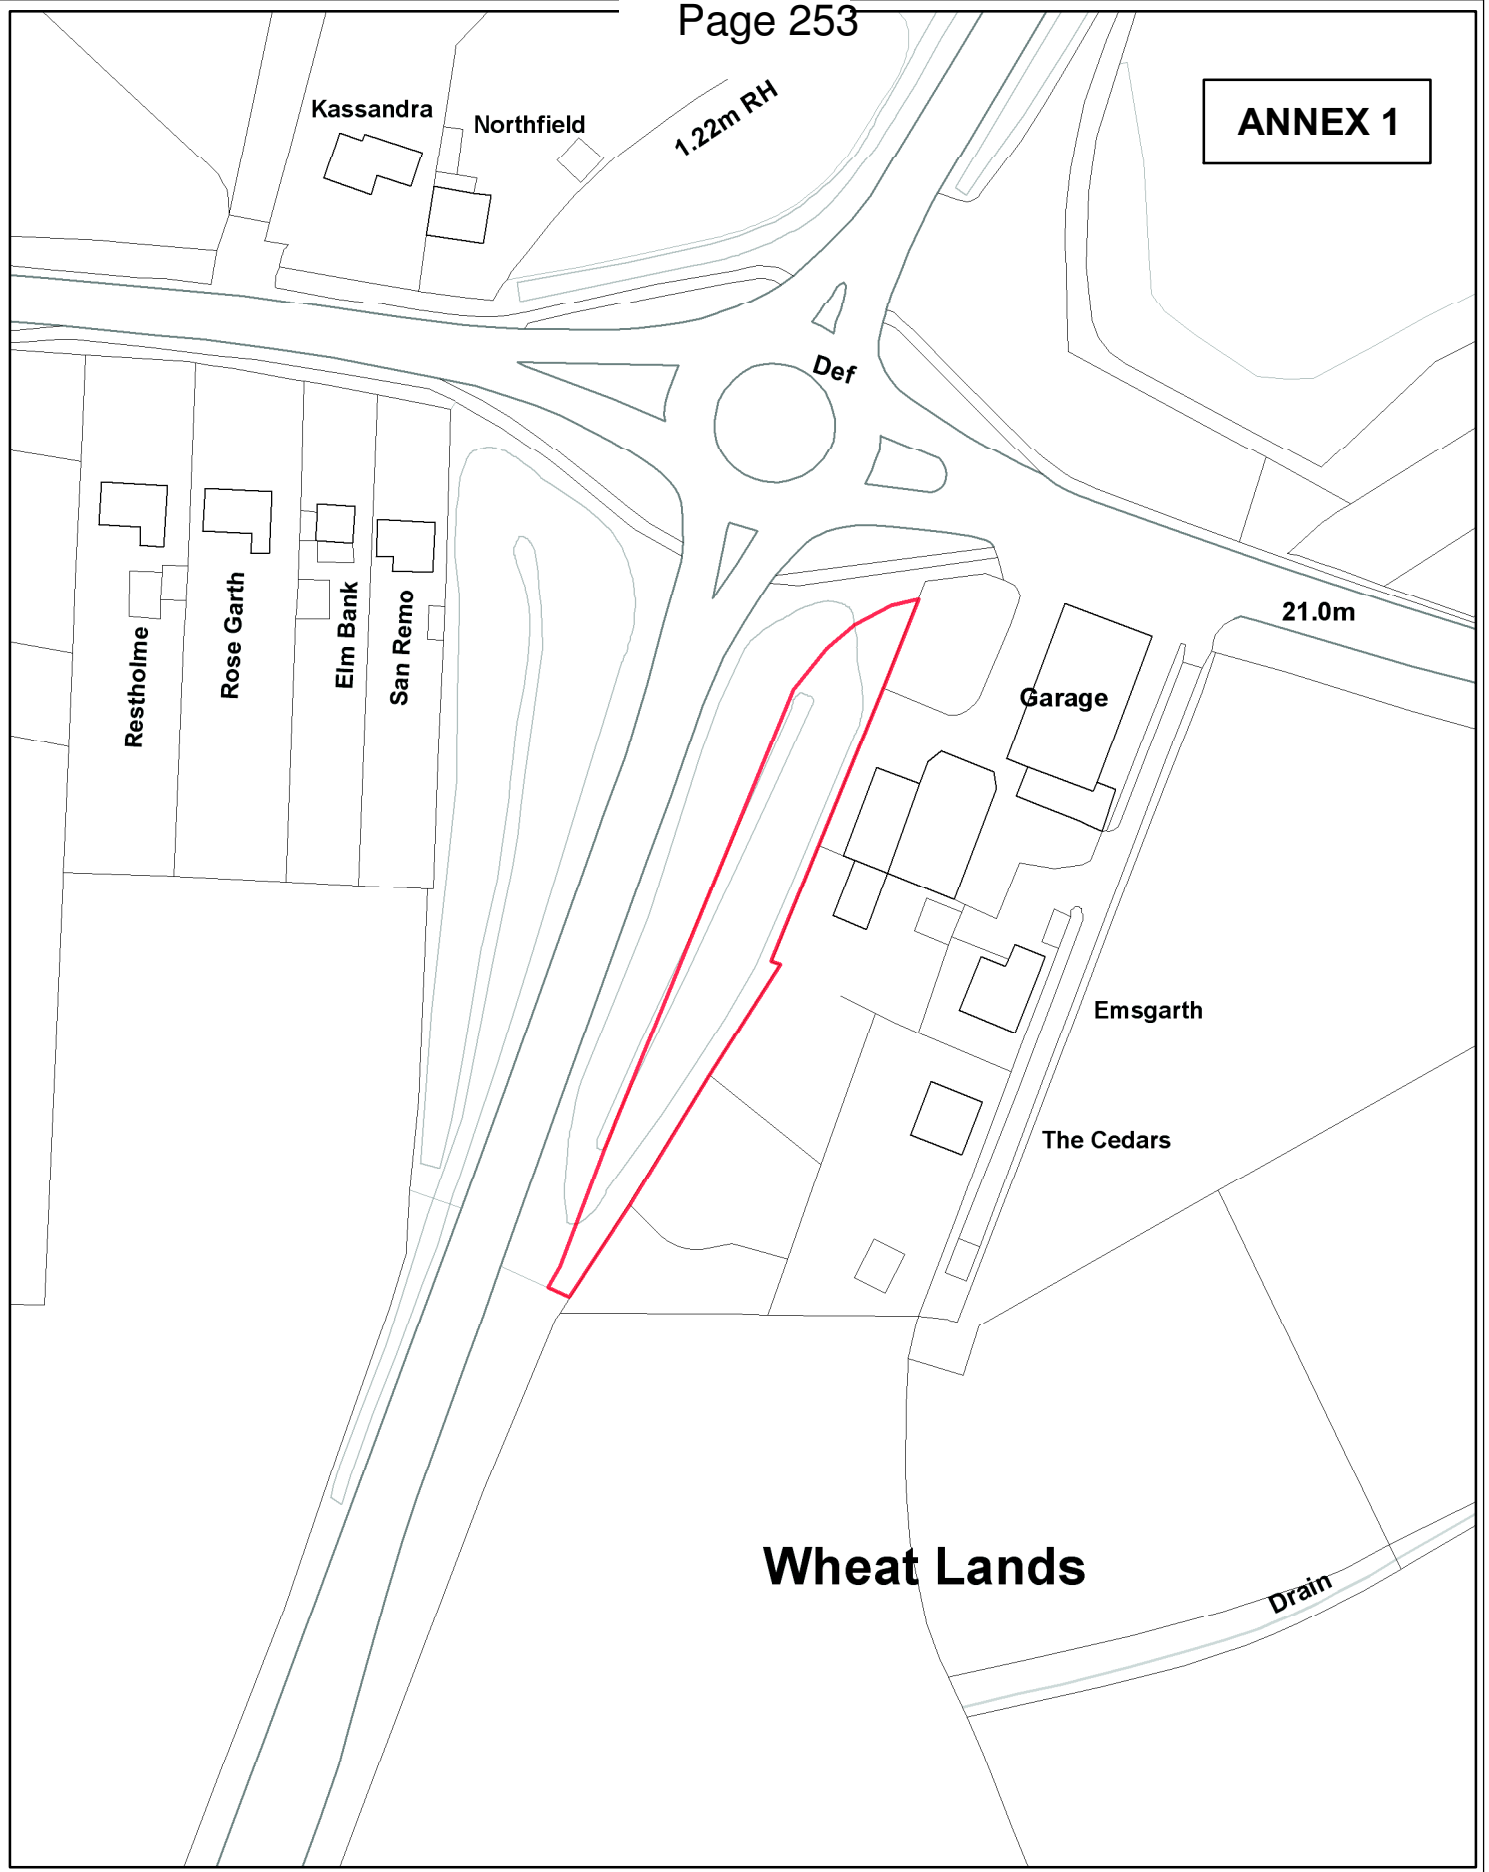 Page 253
ANNEX 1
Kassandra
Northfield
1.22m RH
Def
21.0m
Garage
Restholme
Rose Garth
Elm Bank
San Remo
Emsgarth
The Cedars
Wheat Lands
Drain